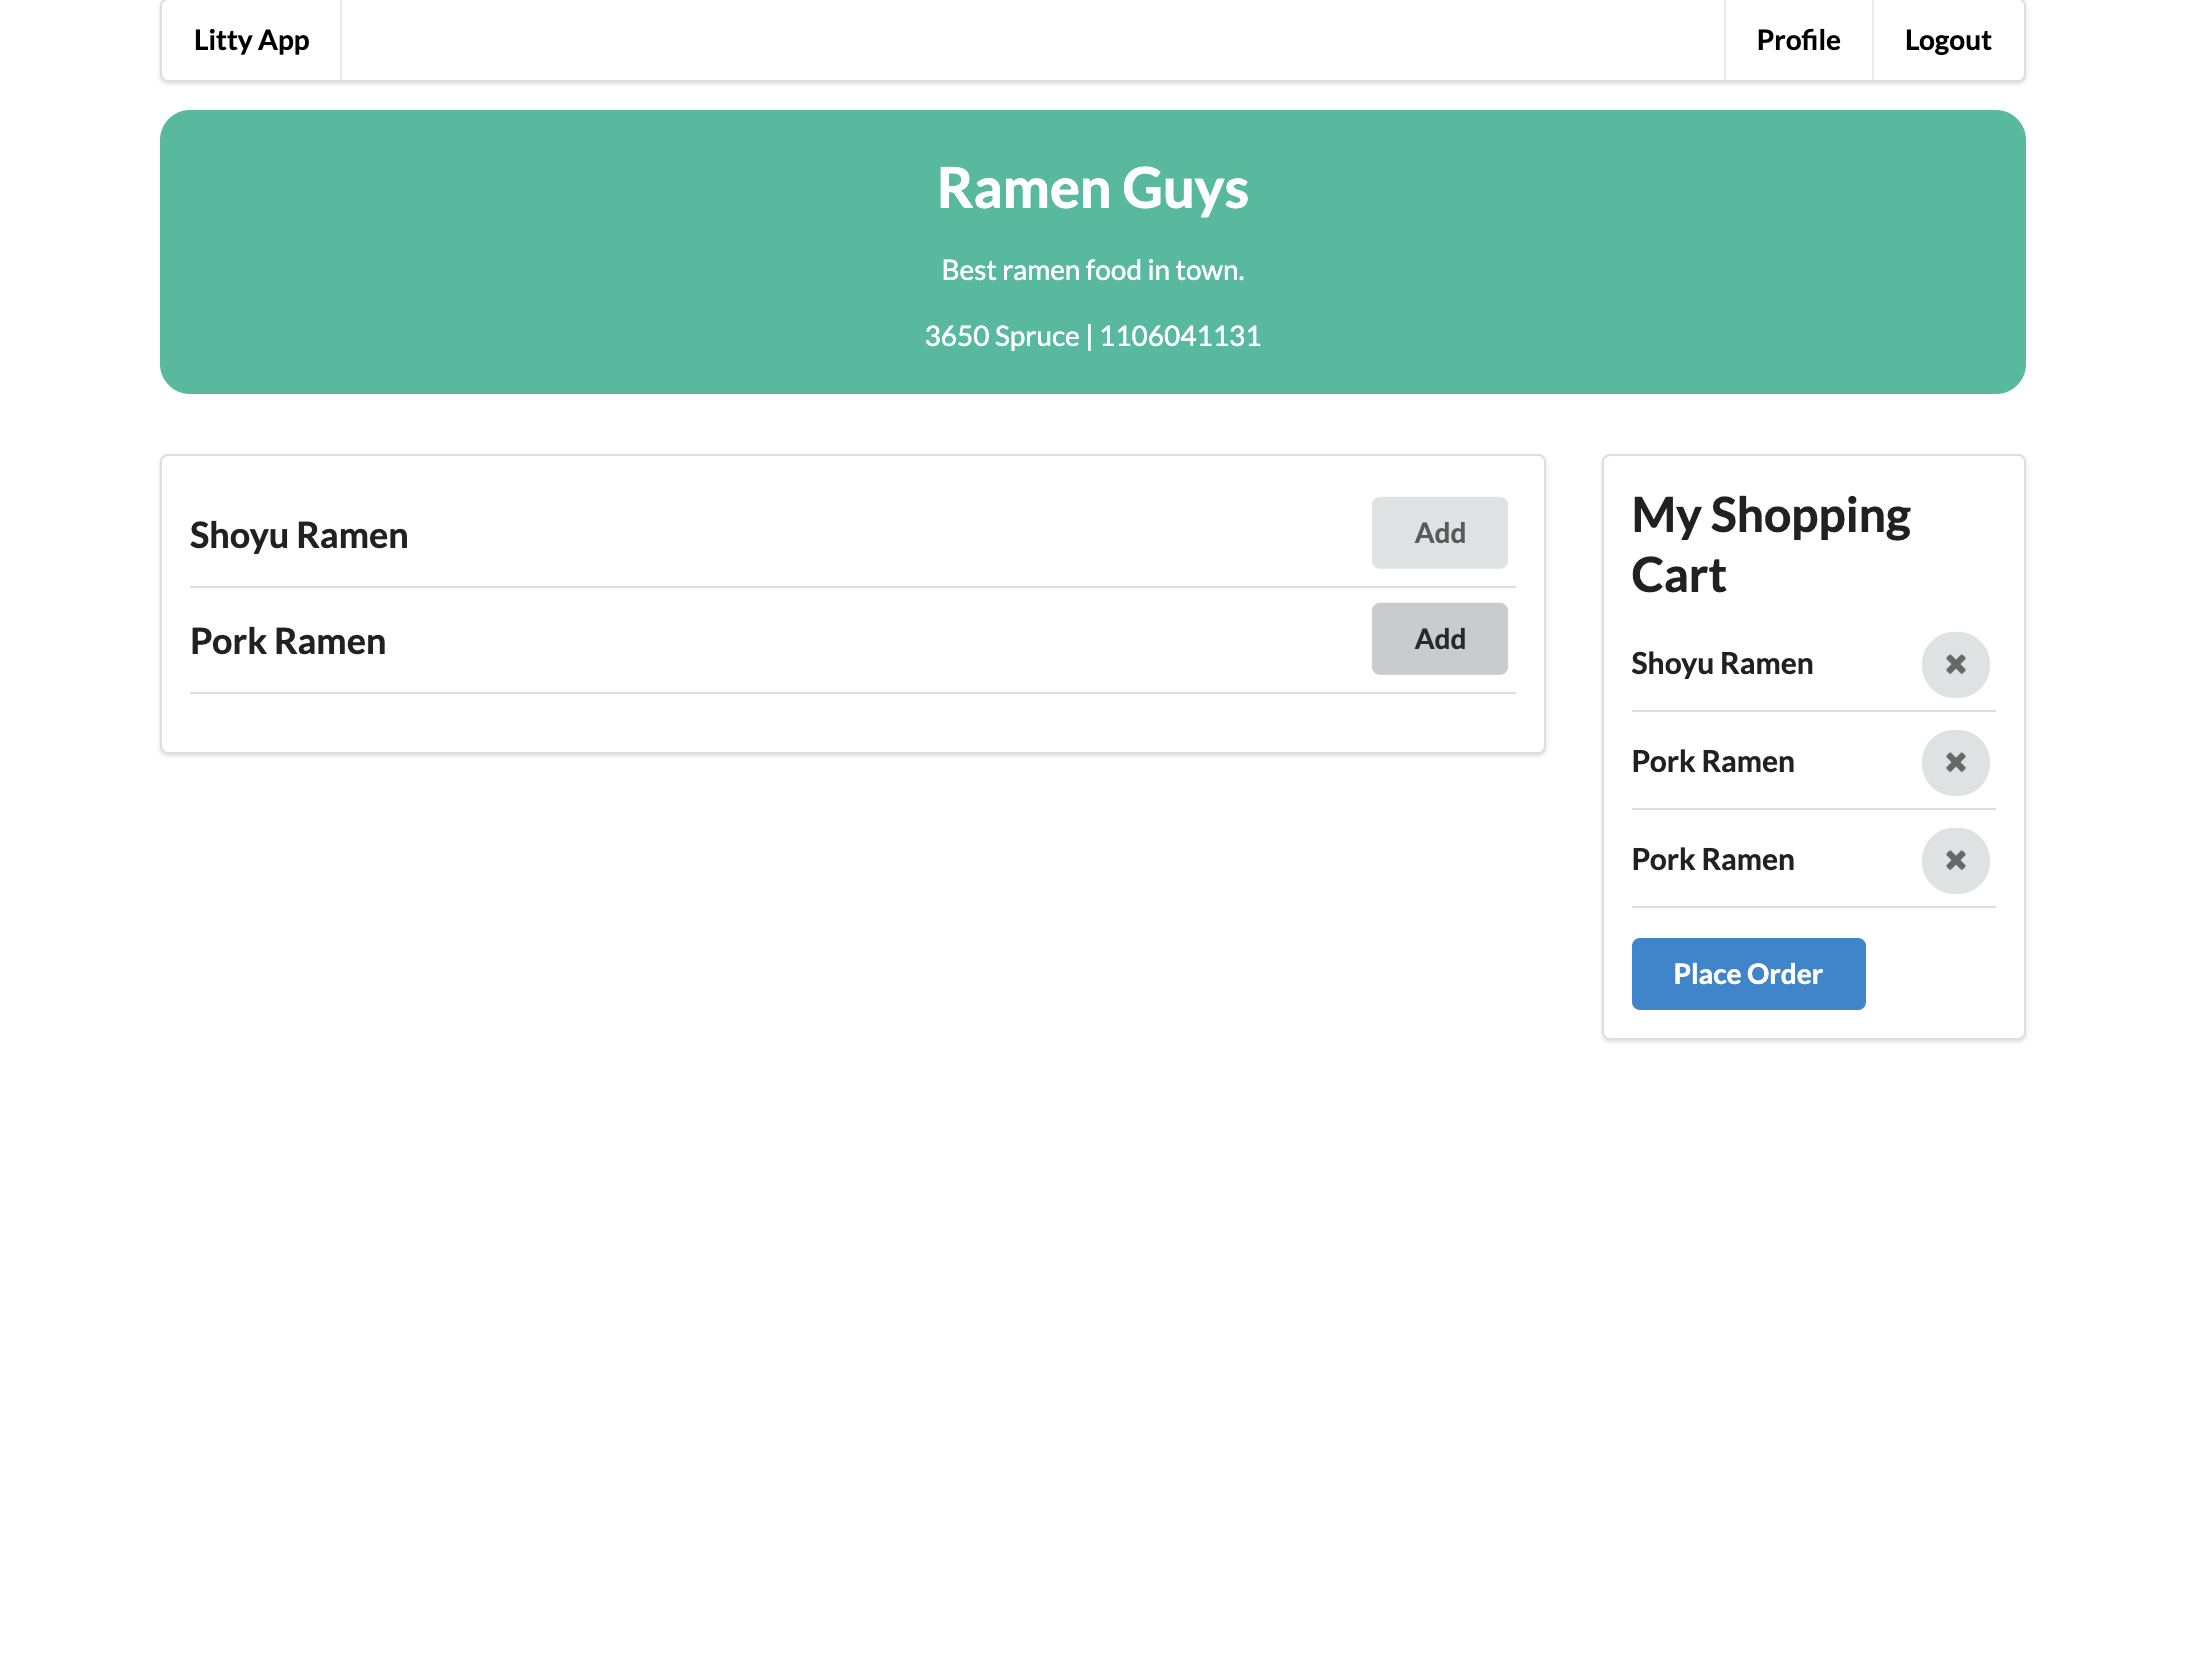 Litty App
Profile
Logout
Ramen Guys
Best ramen food in town.
3650 Spruce | 1106041131
Shoyu Ramen
Add
Pork Ramen
Add
My Shopping
Cart
Shoyu Ramen
Pork Ramen
Pork Ramen
Place Order